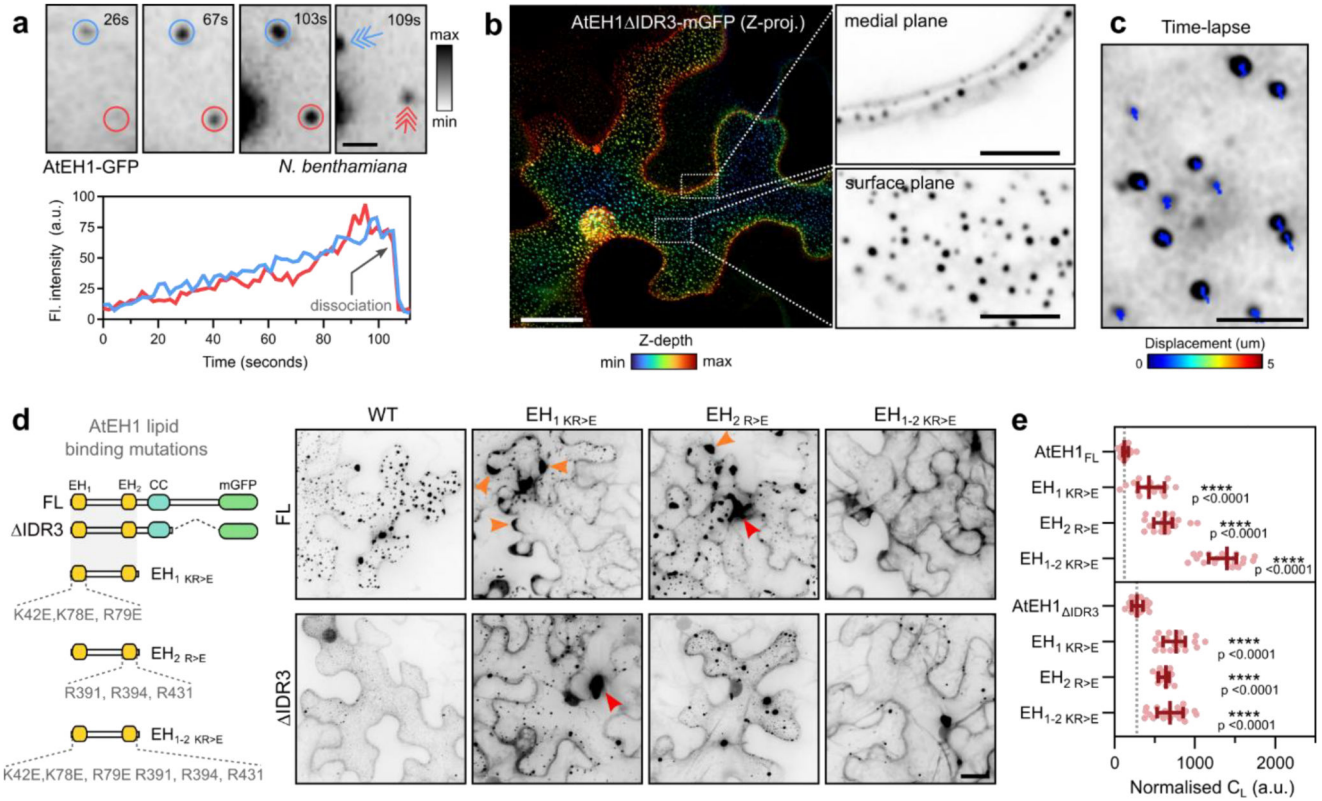 a
26s
67s
103s
109s
max
min
AtEH1-GFP
N. benthamiana
Fl. intensity (a.u.)
100
75
50
25
0
dissociation
0
20
40
60
80
100
Time (seconds)
b
AtEH1ΔIDR3-mGFP (Z-proj.)
medial plane
surface plane
Z-depth
min
max
c
Time-lapse
Displacement (um)
0
5
d
AtEH1 lipid
binding mutations
EH1
EH2
CC
mGFP
FL
ΔIDR3
EH1 KR>E
K42E,K78E, R79E
EH2 R>E
R391, R394, R431
EH1-2 KR>E
K42E,K78E, R79E R391, R394, R431
WT
EH1 KR>E
EH2 R>E
EH1-2 KR>E
FL
ΔIDR3
e
AtEH1FL
EH1 KR>E
****
p <0.0001
EH2 R>E
****
p <0.0001
EH1-2 KR>E
****
p <0.0001
AtEH1ΔIDR3
EH1 KR>E
****
p <0.0001
EH2 R>E
****
p <0.0001
EH1-2 KR>E
****
p <0.0001
0
1000
2000
Normalised CL (a.u.)